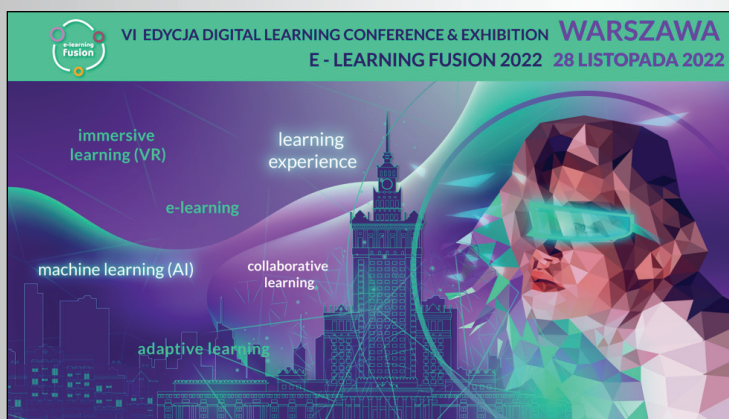 e-learning
fusion
VI EDYCJA DIGITAL LEARNING CONFERENCE & EXHIBITION WARSZAWA
E - LEARNING FUSION 2022 28 LISTOPADA 2022
immersive
learning (VR)
learning
experience
e-learning
machine learning (AI)
collaborative
learning
adaptive learning